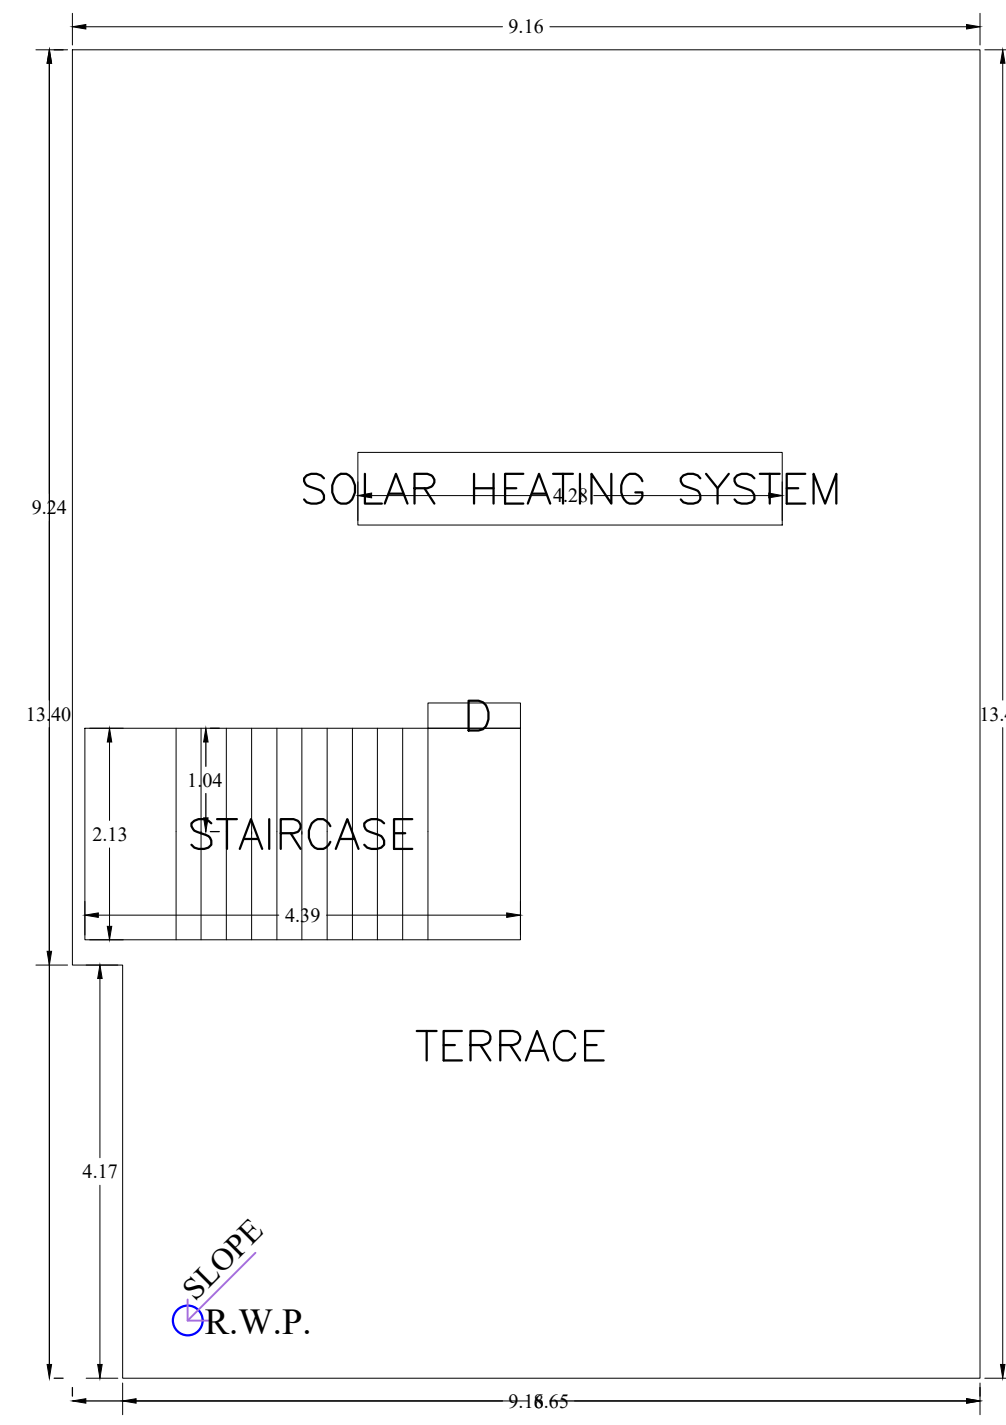 9.16
SOLAR HEATING SYSTEM
4.28
9.24
13.40
D
1.04
2.13
STAIRCASE
4.39
TERRACE
4.17
SLOPE
R.W.P.